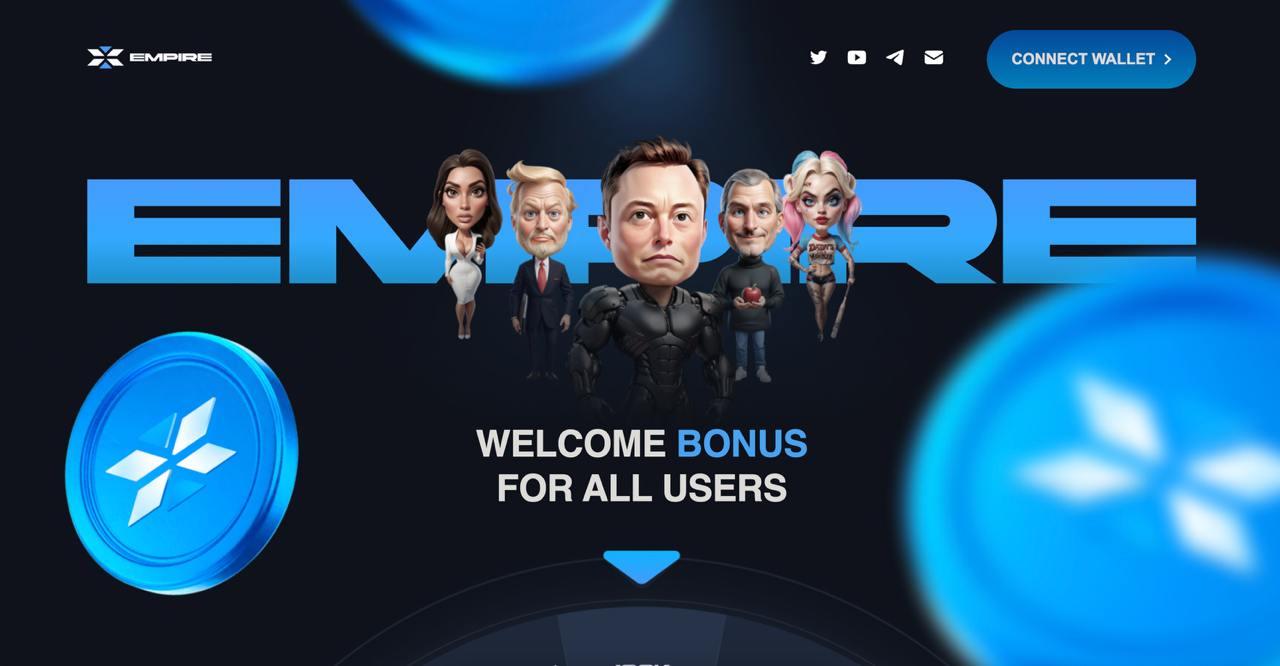 EMPIRE
CONNECT WALLET
EMPIRE
WELCOME BONUS
FOR ALL USERS